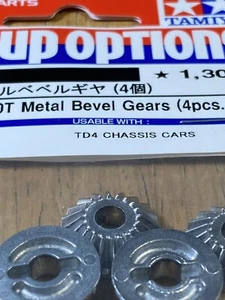 PARTS
TAMIYA
UP OPTIONS
★ 1,30
ルベベルギヤ (4個)
0T Metal Bevel Gears (4pcs.
USABLE WITH :
TD4 CHASSIS CARS